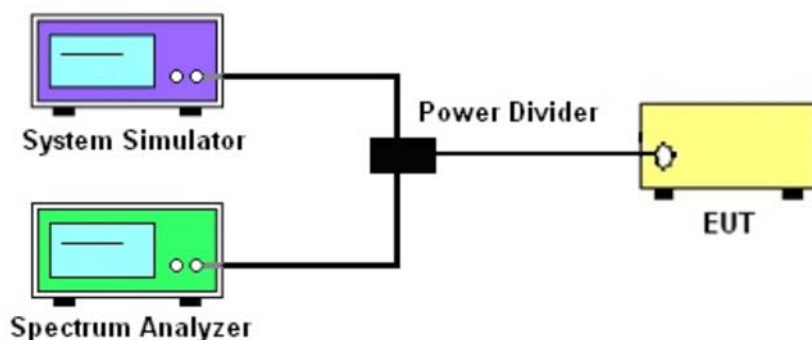 System Simulator
Power Divider
EUT
Spectrum Analyzer